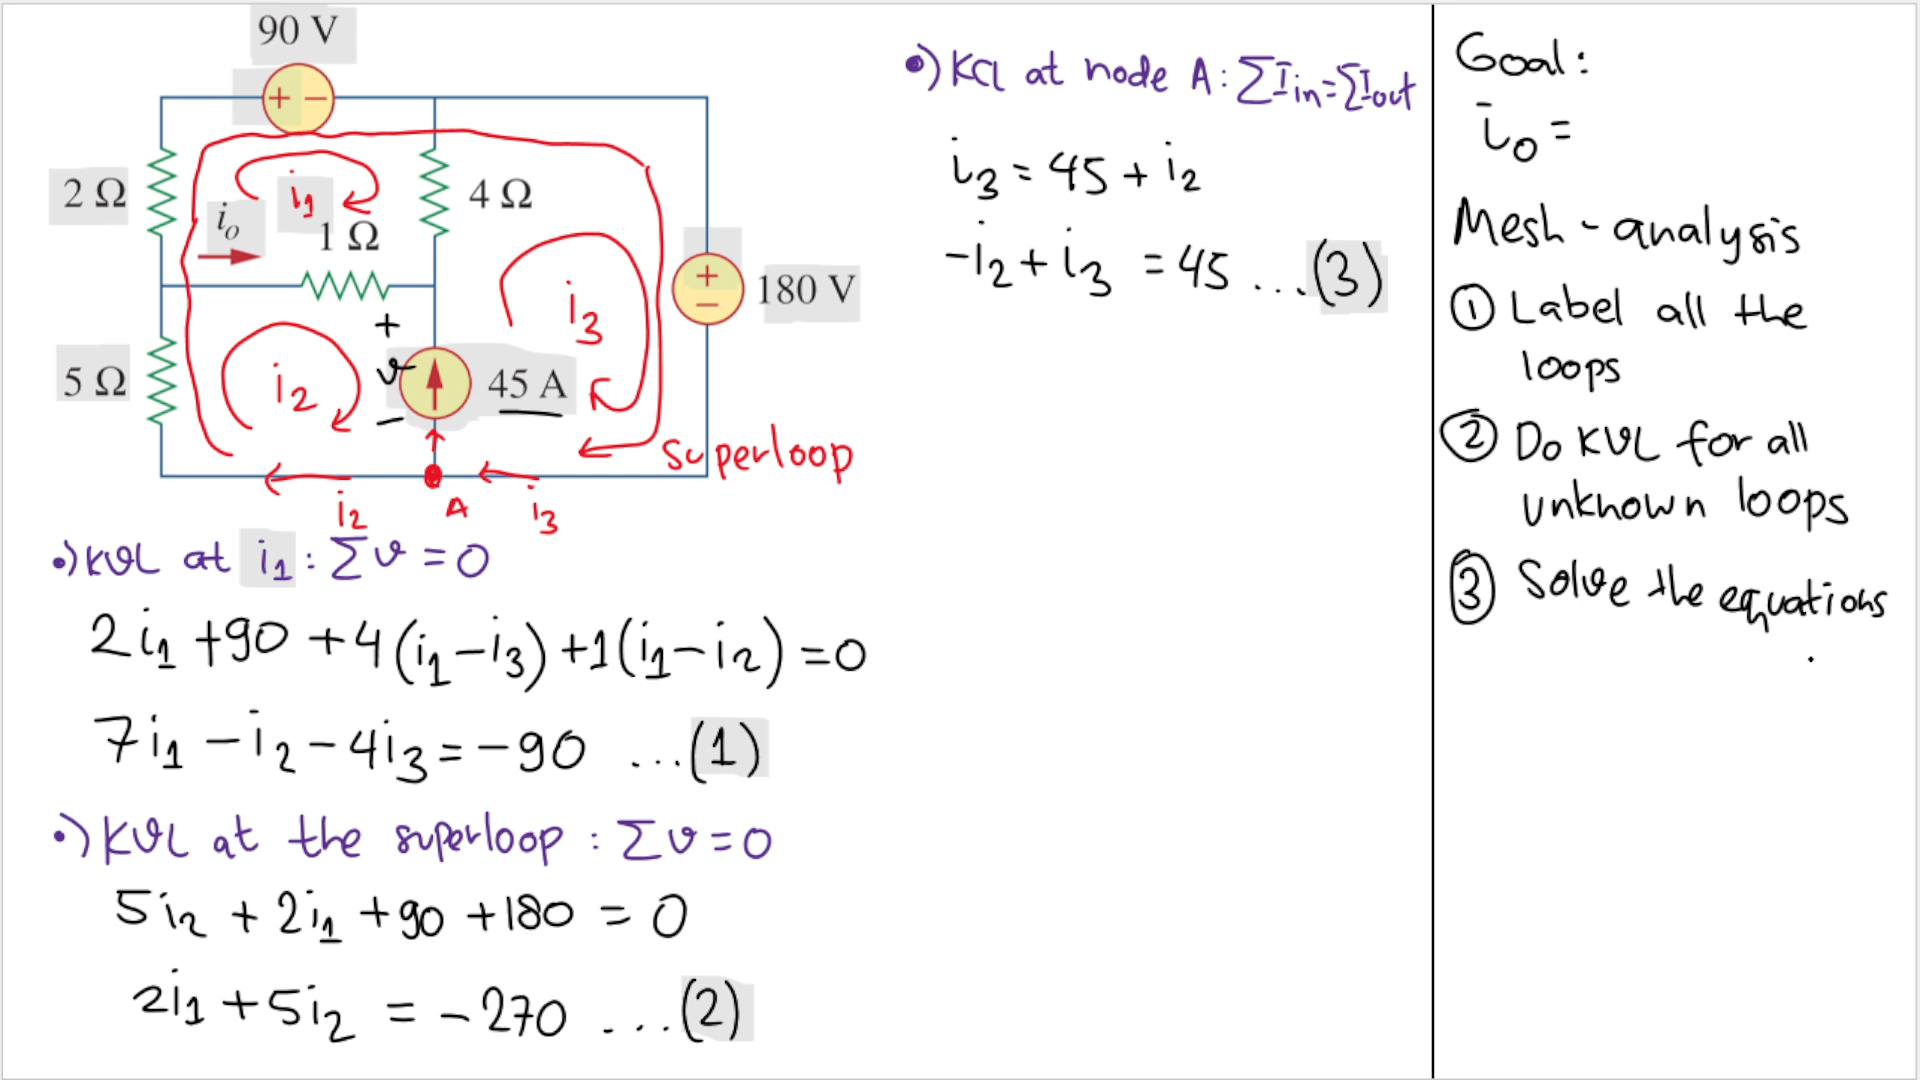 90 V
+ −
2 Ω
i₁
4 Ω
iₒ
1 Ω
i₃
+
−
180 V
+
v
−
5 Ω
i₂
45 A
Superloop
i₂
A
i₃
•) KVL at i₁ : Σv = 0
2i₁ + 90 + 4(i₁ − i₃) + 1(i₁ − i₂) = 0
7i₁ − i₂ − 4i₃ = −90 ...(1)
•) KVL at the superloop : Σv = 0
5i₂ + 2i₁ + 90 + 180 = 0
2i₁ + 5i₂ = −270 ...(2)
•) KCL at node A : ΣIin = ΣIout
i₃ = 45 + i₂
−i₂ + i₃ = 45 ...(3)
Goal :
i₀ =
Mesh - analysis
① Label all the
loops
② Do KVL for all
unknown loops
③ Solve the equations